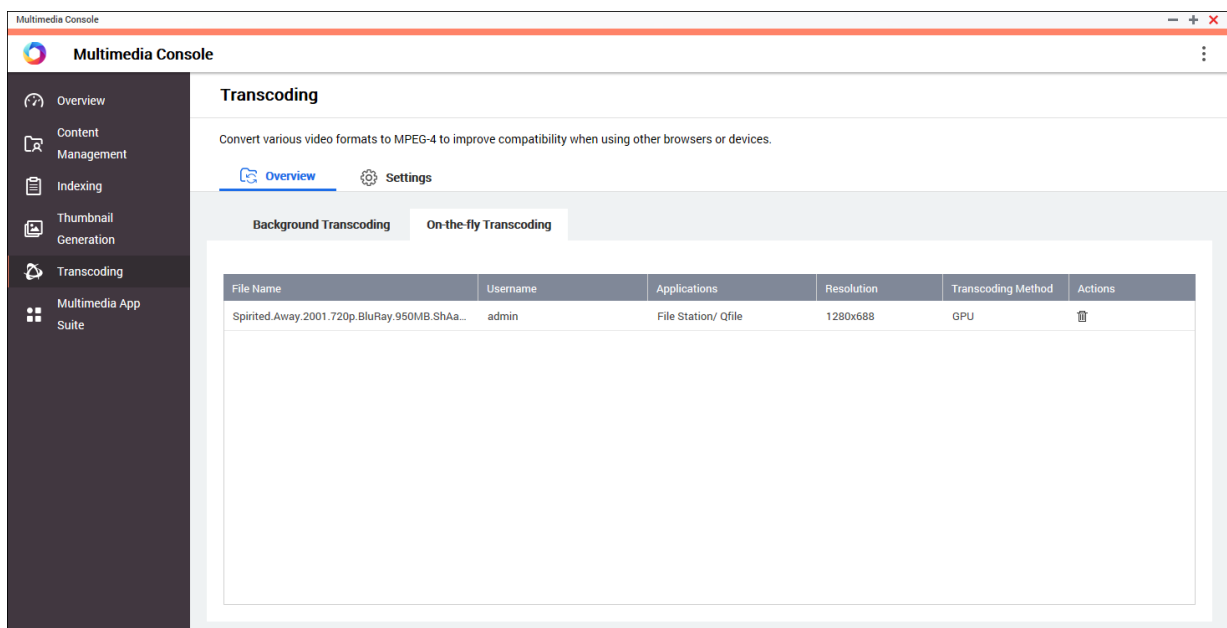 Multimedia Console
Multimedia Console
Overview
Content
Management
Indexing
Thumbnail
Generation
Transcoding
Multimedia App
Suite
Transcoding
Convert various video formats to MPEG-4 to improve compatibility when using other browsers or devices.
Overview Settings
Background Transcoding On-the-fly Transcoding
File Name Username Applications Resolution Transcoding Method Actions
Spirited.Away.2001.720p.BluRay.950MB.ShAa... admin File Station/ Qfile 1280x688 GPU